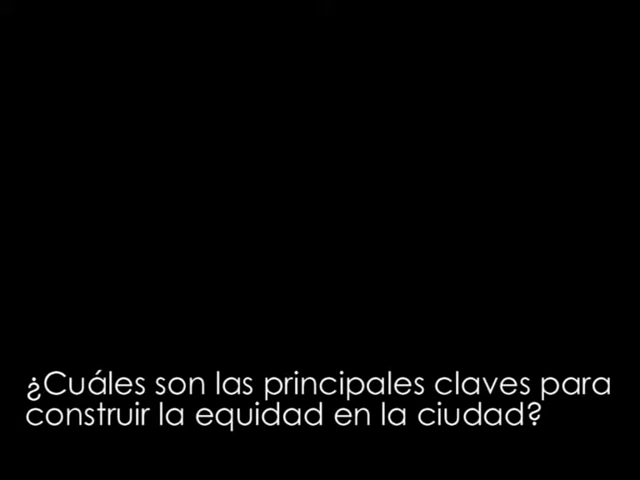 ¿Cuáles son las principales claves para
construir la equidad en la ciudad?